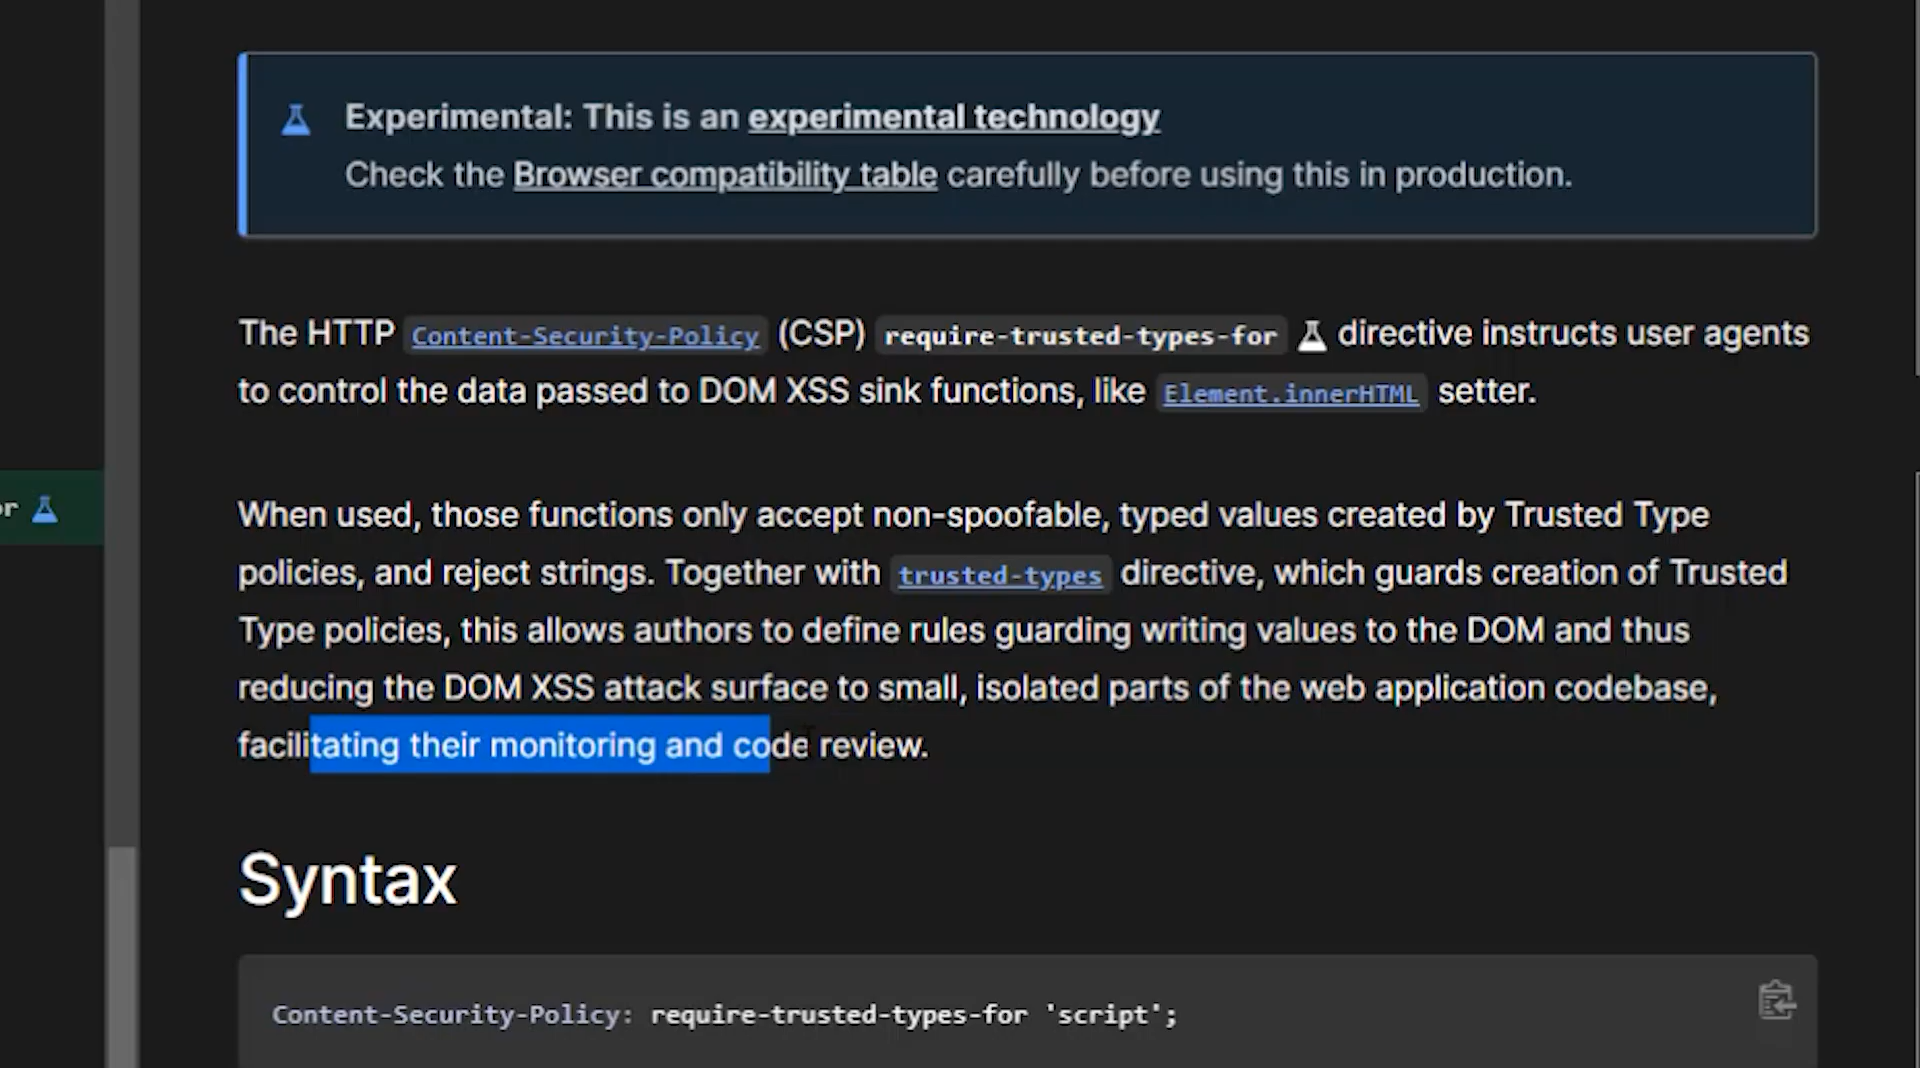 Experimental: This is an experimental technology
Check the Browser compatibility table carefully before using this in production.
The HTTP Content-Security-Policy (CSP) require-trusted-types-for directive instructs user agents
to control the data passed to DOM XSS sink functions, like Element.innerHTML setter.
or
When used, those functions only accept non-spoofable, typed values created by Trusted Type
policies, and reject strings. Together with trusted-types directive, which guards creation of Trusted
Type policies, this allows authors to define rules guarding writing values to the DOM and thus
reducing the DOM XSS attack surface to small, isolated parts of the web application codebase,
facilitating their monitoring and code review.
Syntax
Content-Security-Policy: require-trusted-types-for 'script';